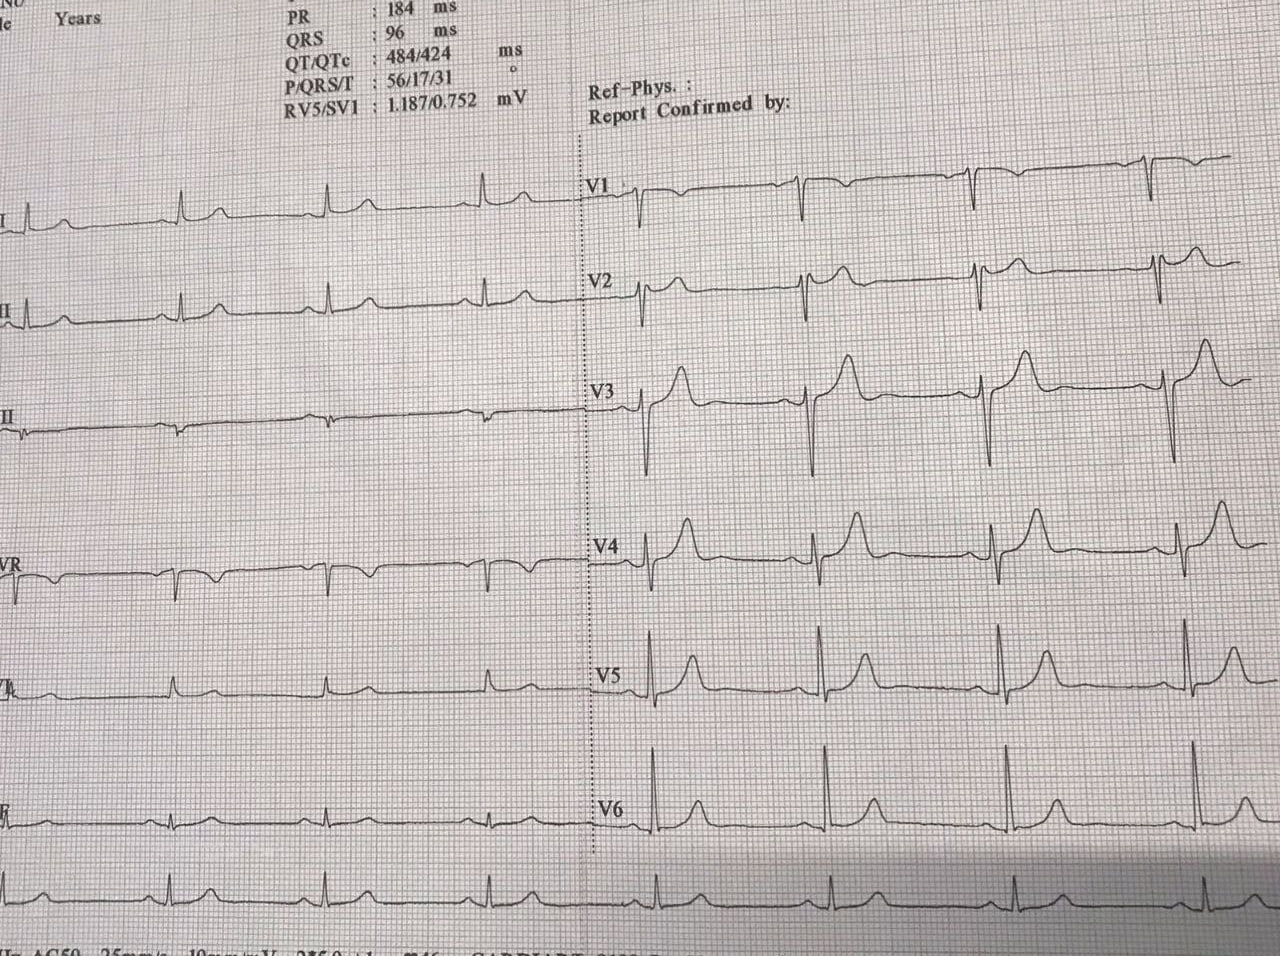 Years
PR : 184 ms
QRS : 96 ms
QT/QTc : 484/424 ms
P/QRS/T : 56/17/31 °
RV5/SV1 : 1.187/0.752 mV
Ref-Phys. :
Report Confirmed by:
I
II
II
VR
V1
V2
V3
V4
V5
V6